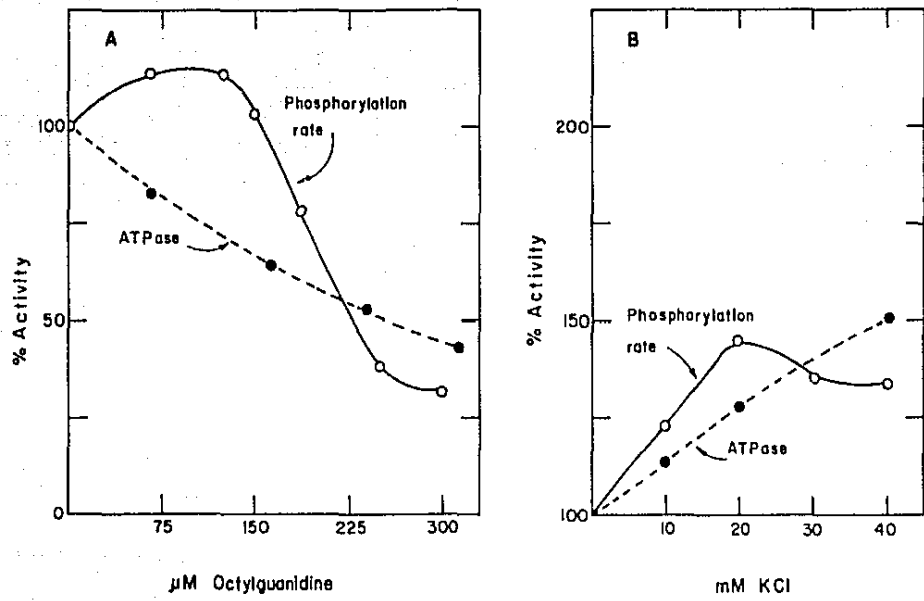 A
% Activity
100
50
0
Phosphorylation
rate
ATPase
75
150
225
300
µM Octylguanidine
B
% Activity
200
150
100
Phosphorylation
rate
ATPase
10
20
30
40
mM KCl